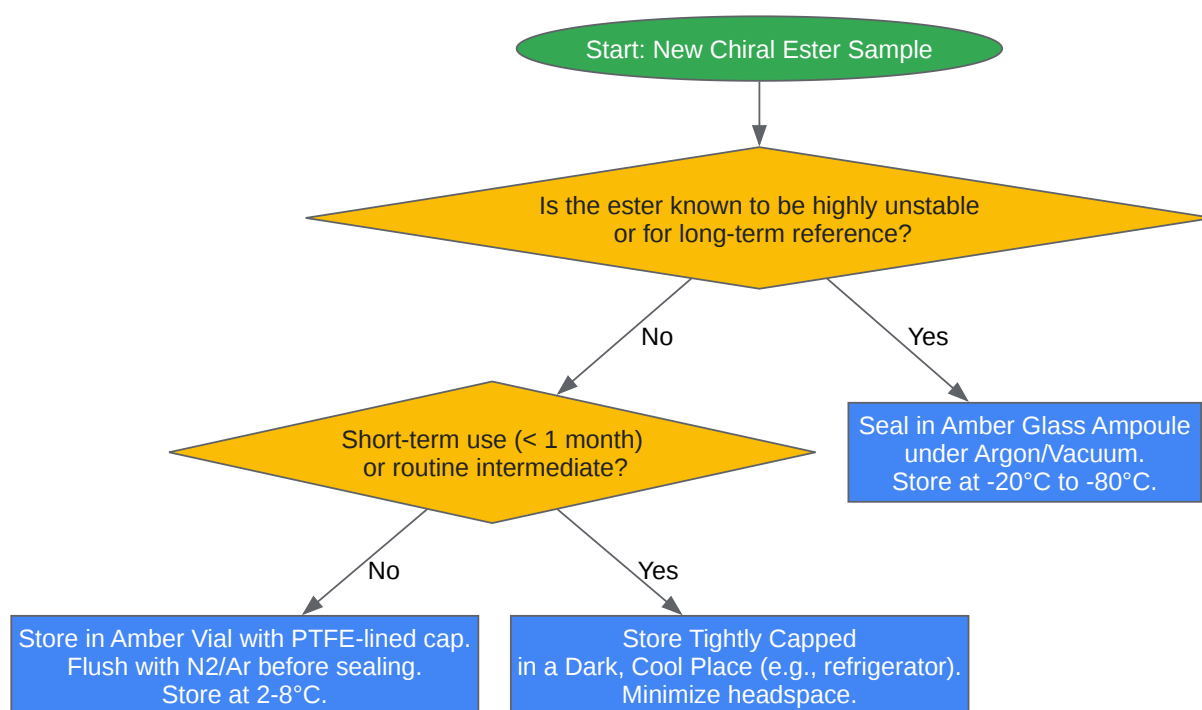 Start: New Chiral Ester Sample
Is the ester known to be highly unstable
or for long-term reference?
No
Yes
Short-term use (< 1 month)
or routine intermediate?
Seal in Amber Glass Ampoule
under Argon/Vacuum.
Store at -20°C to -80°C.
No
Yes
Store in Amber Vial with PTFE-lined cap.
Flush with N2/Ar before sealing.
Store at 2-8°C.
Store Tightly Capped
in a Dark, Cool Place (e.g., refrigerator).
Minimize headspace.